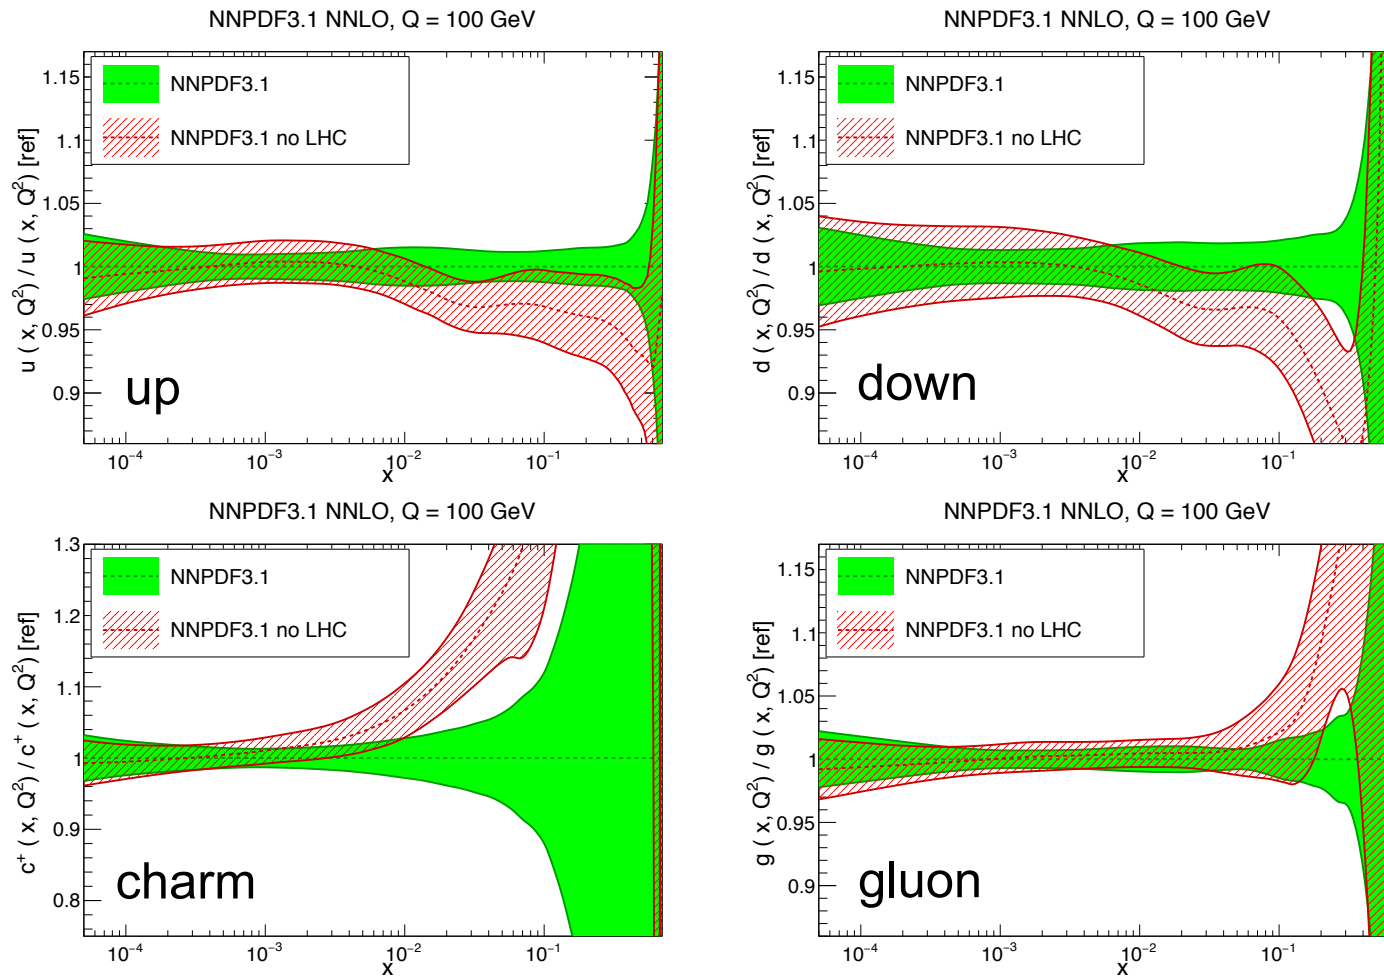 NNPDF3.1 NNLO, Q = 100 GeV
NNPDF3.1
NNPDF3.1 no LHC
u ( x, Q²) / u ( x, Q²) [ref]
1.15
1.1
1.05
1
0.95
0.9
up
10⁻⁴ 10⁻³ 10⁻² 10⁻¹
x
NNPDF3.1 NNLO, Q = 100 GeV
NNPDF3.1
NNPDF3.1 no LHC
d ( x, Q²) / d ( x, Q²) [ref]
1.15
1.1
1.05
1
0.95
0.9
down
10⁻⁴ 10⁻³ 10⁻² 10⁻¹
x
NNPDF3.1 NNLO, Q = 100 GeV
NNPDF3.1
NNPDF3.1 no LHC
c⁺ ( x, Q²) / c⁺ ( x, Q²) [ref]
1.3
1.2
1.1
1
0.9
0.8
charm
10⁻⁴ 10⁻³ 10⁻² 10⁻¹
x
NNPDF3.1 NNLO, Q = 100 GeV
NNPDF3.1
NNPDF3.1 no LHC
g ( x, Q²) / g ( x, Q²) [ref]
1.15
1.1
1.05
1
0.95
0.9
gluon
10⁻⁴ 10⁻³ 10⁻² 10⁻¹
x